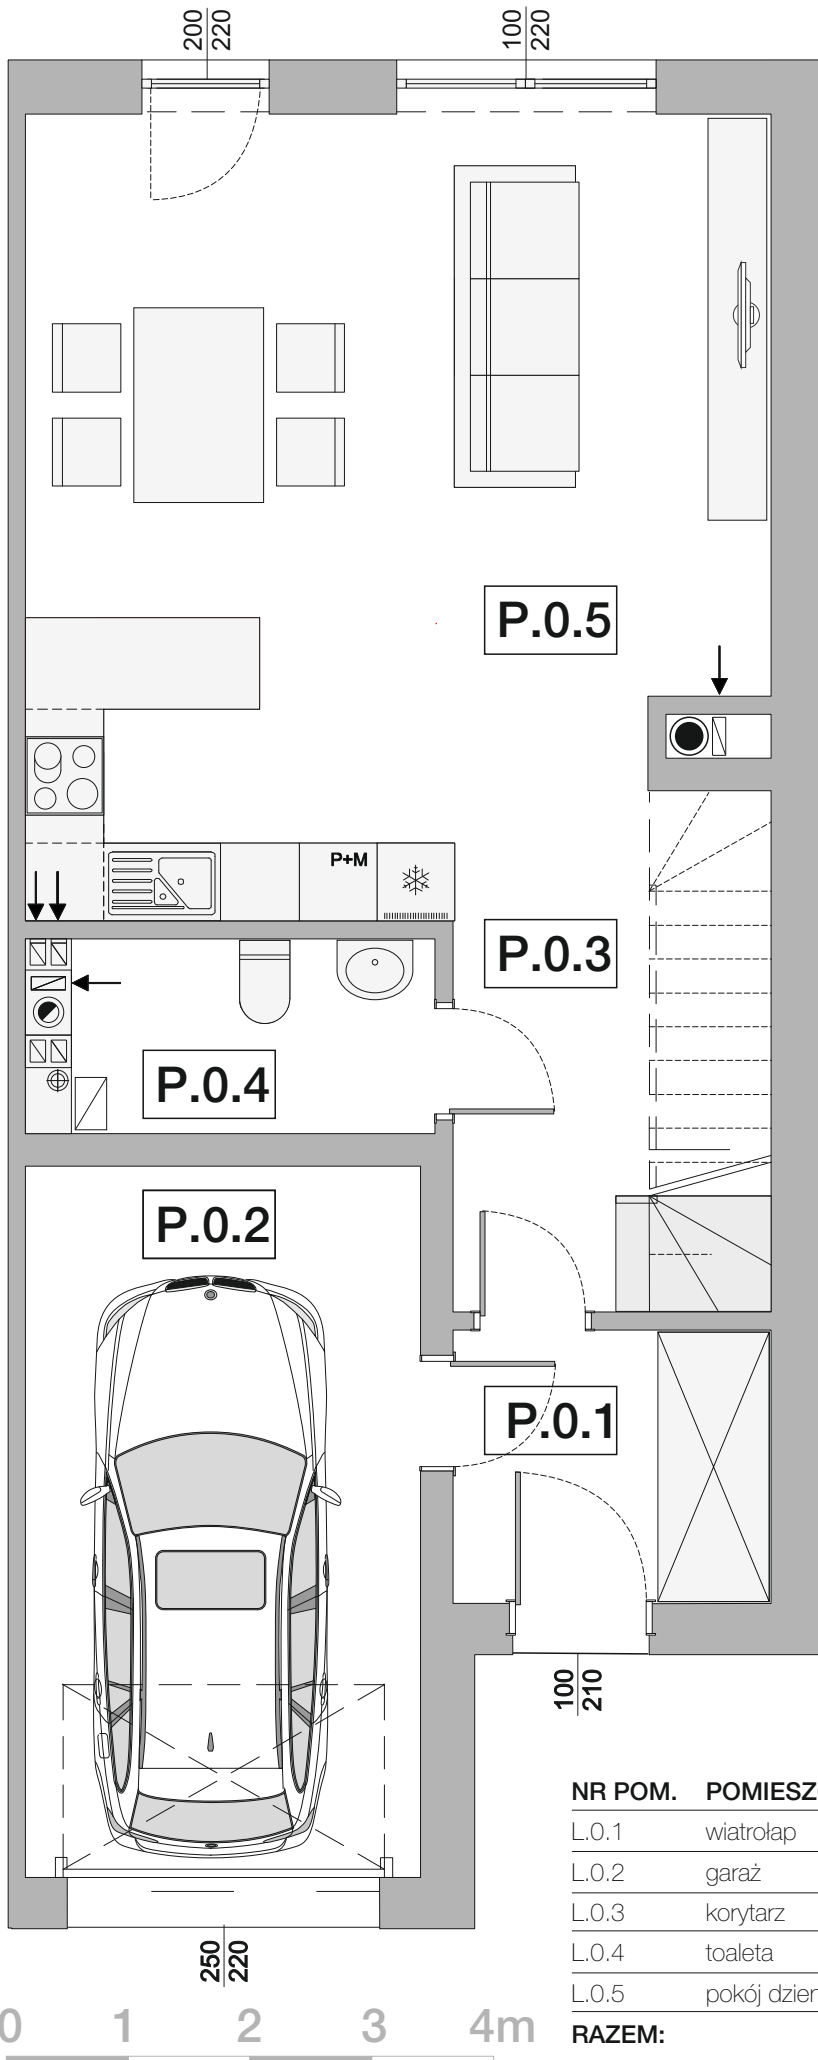 200
220
100
220
P.0.5
P+M
P.0.3
P.0.4
P.0.2
P.0.1
100
210
NR POM. POMIESZ
L.0.1 wiatrołap
L.0.2 garaż
L.0.3 korytarz
L.0.4 toaleta
L.0.5 pokój dzien
RAZEM:
250
220
0 1 2 3 4m